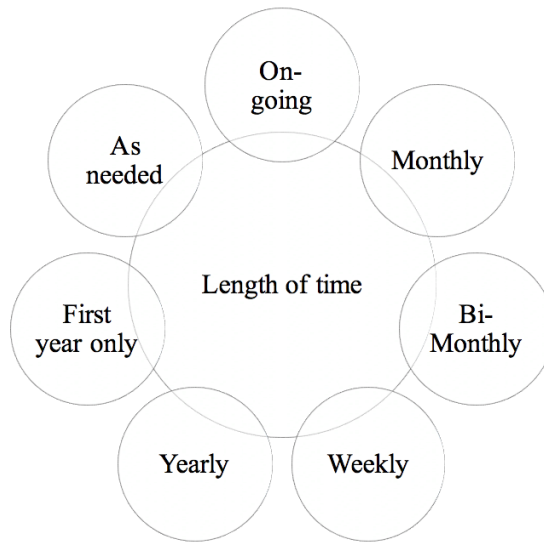 On-
going
Monthly
Bi-
Monthly
Weekly
Yearly
First
year only
As
needed
Length of time